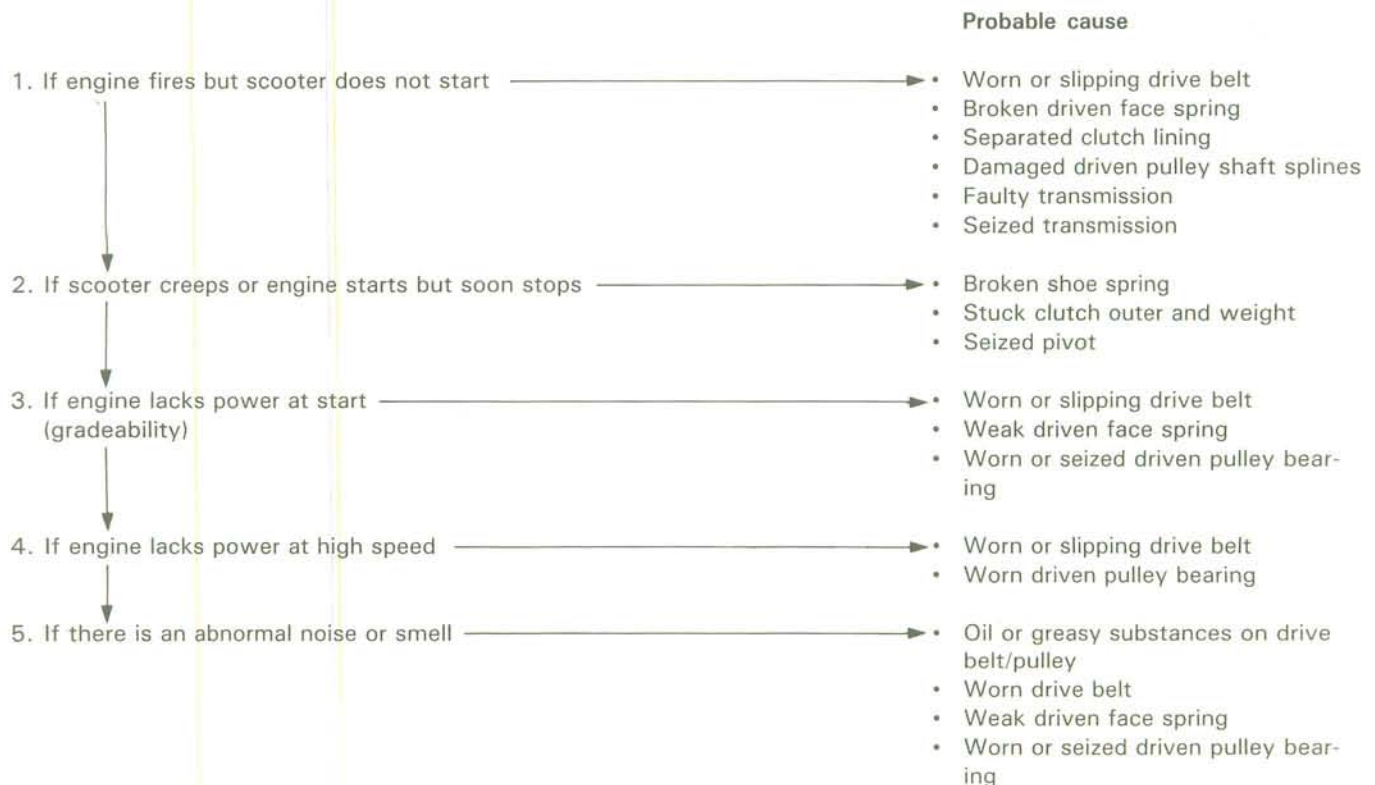 Probable cause
1. If engine fires but scooter does not start
• Worn or slipping drive belt
• Broken driven face spring
• Separated clutch lining
• Damaged driven pulley shaft splines
• Faulty transmission
• Seized transmission
2. If scooter creeps or engine starts but soon stops
• Broken shoe spring
• Stuck clutch outer and weight
• Seized pivot
3. If engine lacks power at start
(gradeability)
• Worn or slipping drive belt
• Weak driven face spring
• Worn or seized driven pulley bear-
ing
4. If engine lacks power at high speed
• Worn or slipping drive belt
• Worn driven pulley bearing
5. If there is an abnormal noise or smell
• Oil or greasy substances on drive
belt/pulley
• Worn drive belt
• Weak driven face spring
• Worn or seized driven pulley bear-
ing